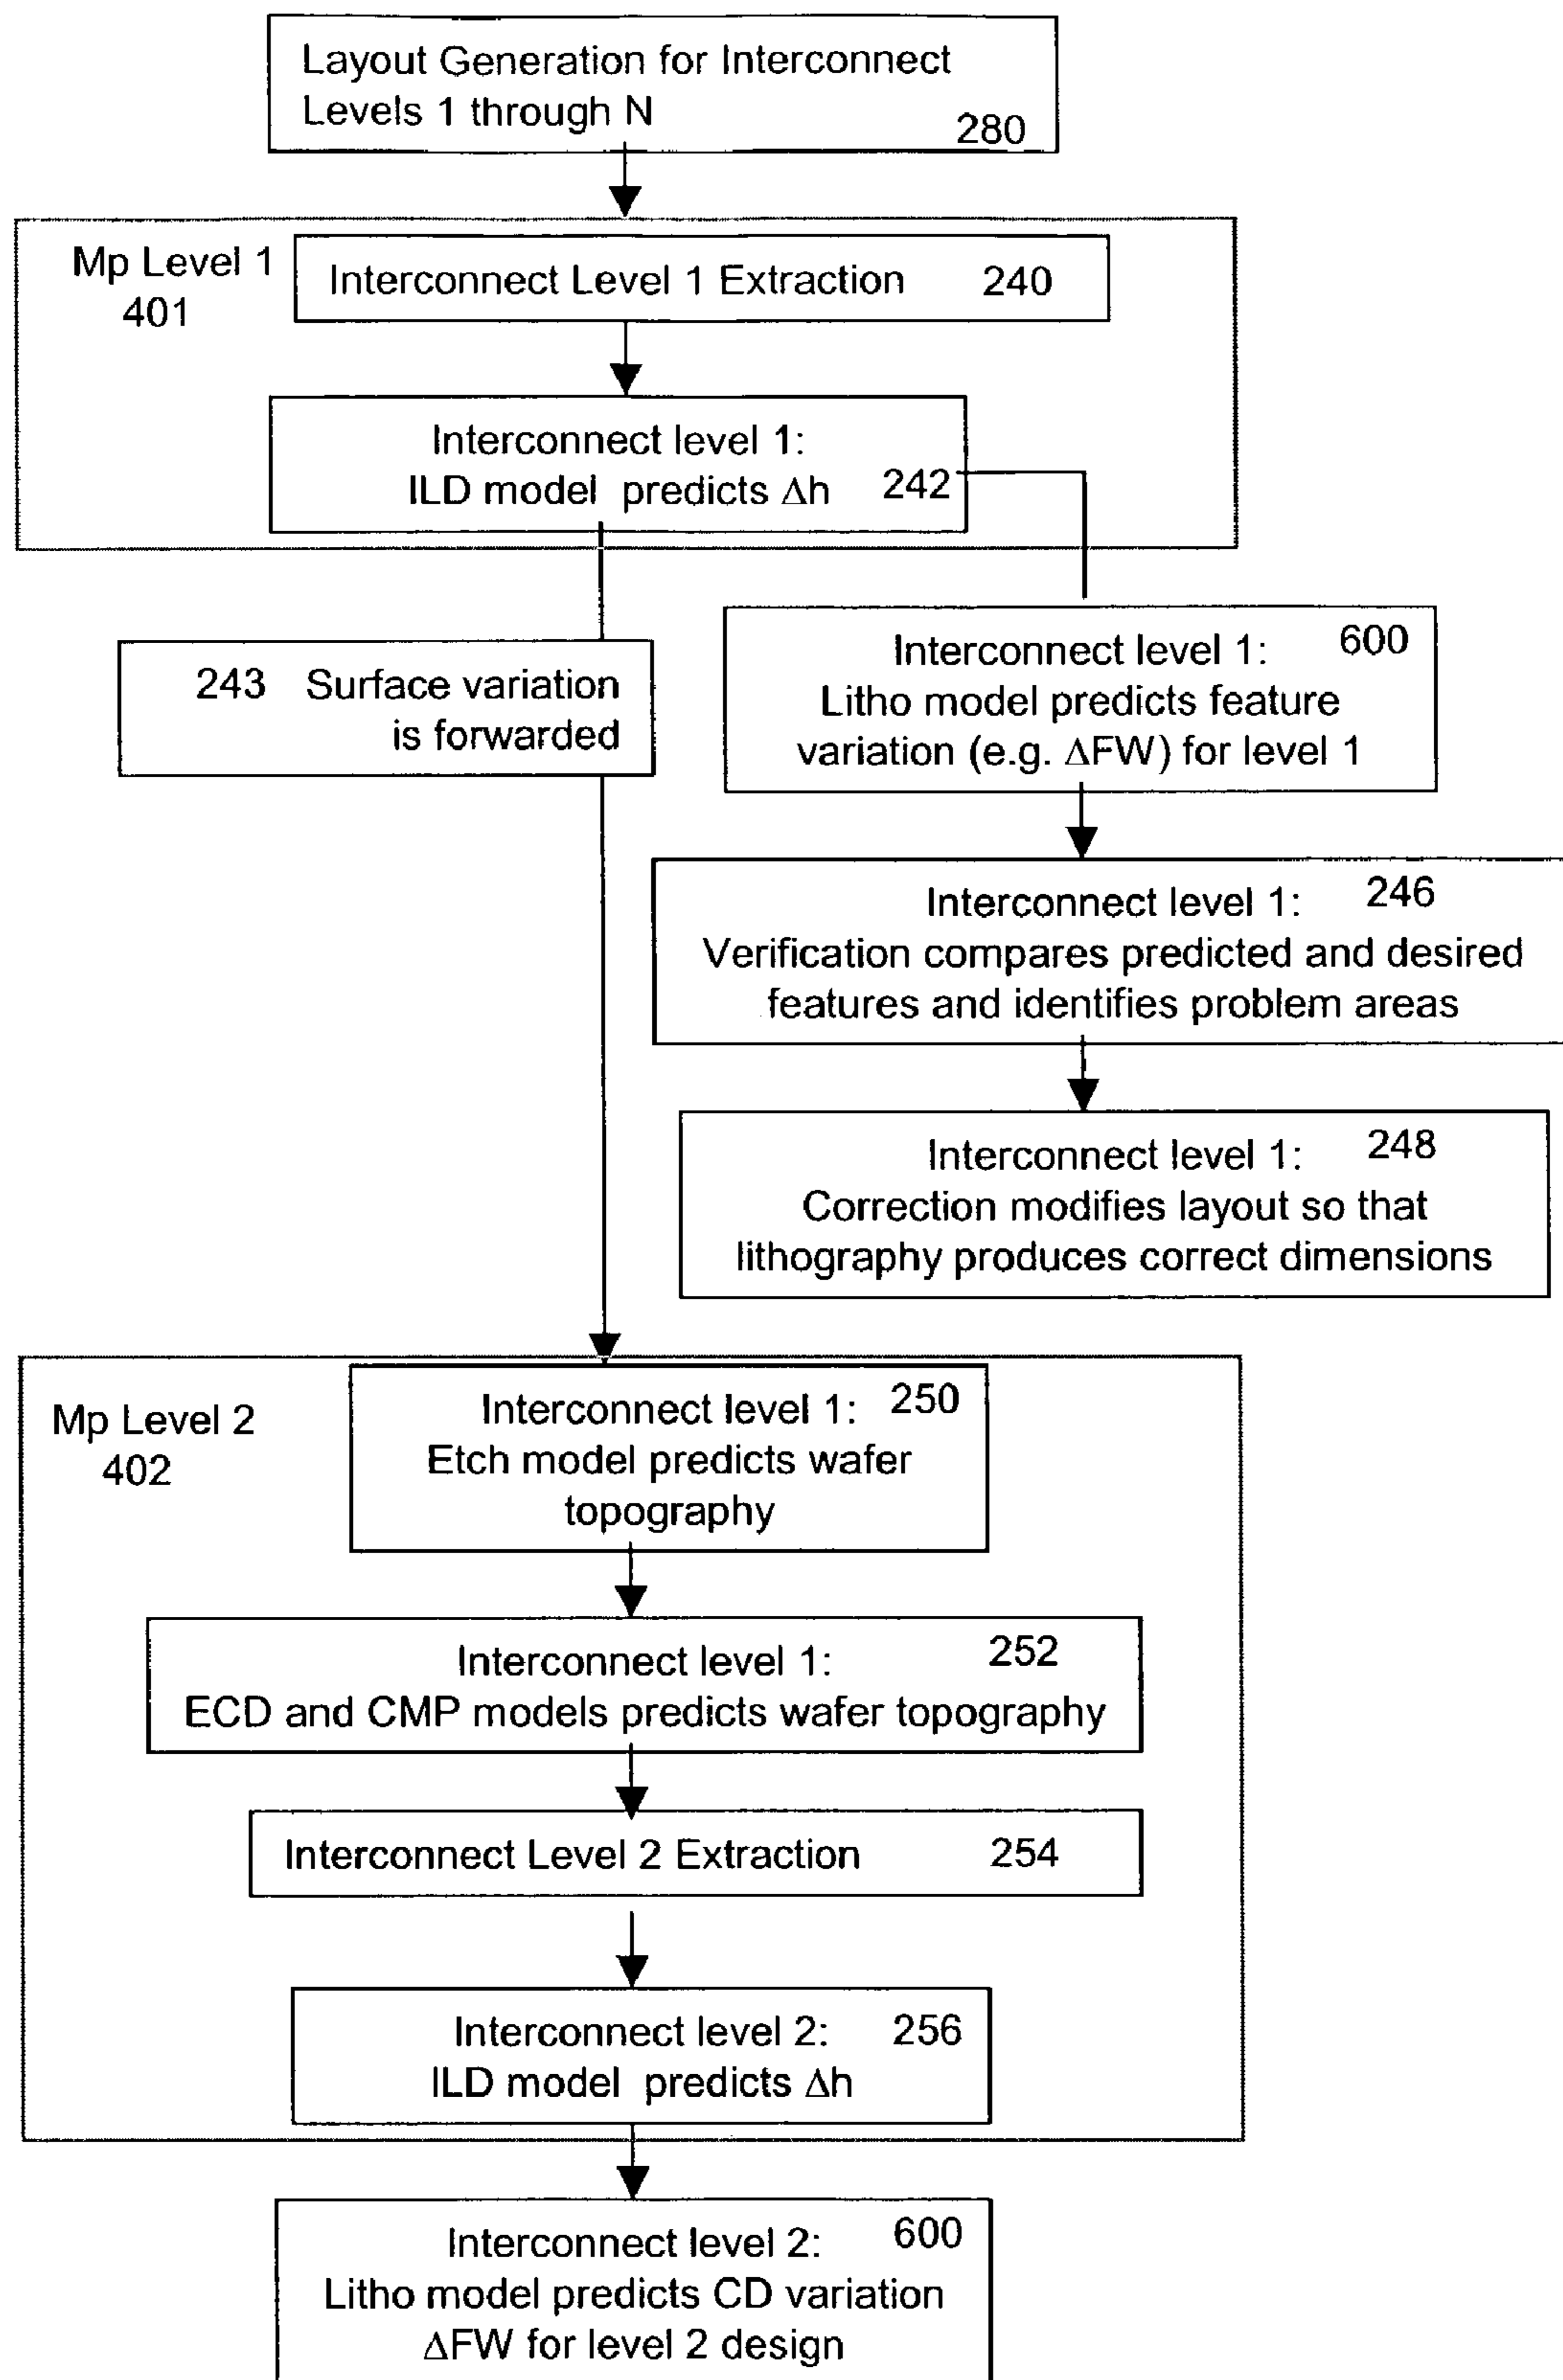 Layout Generation for Interconnect
Levels 1 through N
280
Mp Level 1
401
Interconnect Level 1 Extraction 240
Interconnect level 1:
ILD model predicts Δh 242
243 Surface variation
is forwarded
Interconnect level 1: 600
Litho model predicts feature
variation (e.g. ΔFW) for level 1
Interconnect level 1: 246
Verification compares predicted and desired
features and identifies problem areas
Interconnect level 1: 248
Correction modifies layout so that
lithography produces correct dimensions
Mp Level 2
402
Interconnect level 1: 250
Etch model predicts wafer
topography
Interconnect level 1: 252
ECD and CMP models predicts wafer topography
Interconnect Level 2 Extraction 254
Interconnect level 2: 256
ILD model predicts Δh
Interconnect level 2: 600
Litho model predicts CD variation
ΔFW for level 2 design